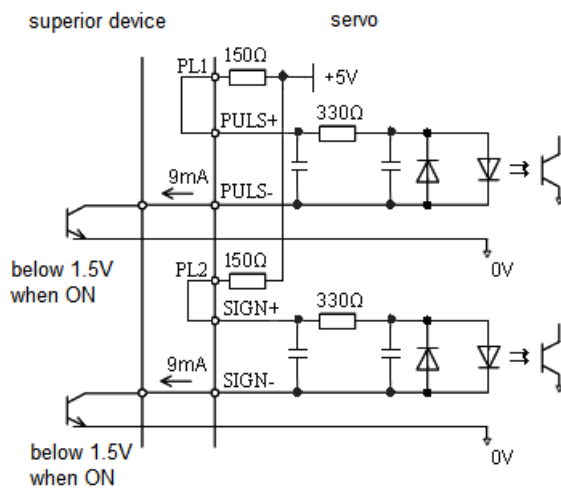 superior device
servo
150Ω
PL1
+5V
330Ω
PULS+
9mA
PULS-
below 1.5V
when ON
150Ω
0V
PL2
330Ω
SIGN+
9mA
SIGN-
below 1.5V
when ON
0V